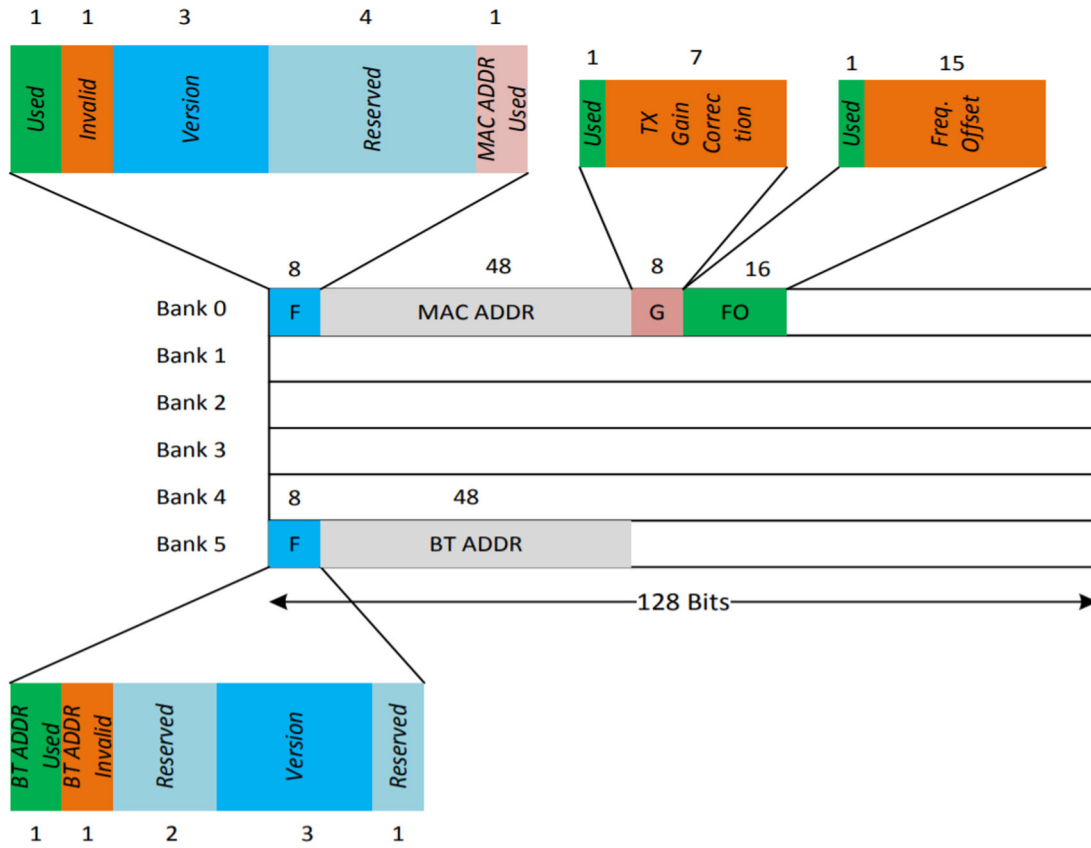 1 1 3 4 1
Used
Invalid
Version
Reserved
MAC ADDR
Used
1 7
Used
TX
Gain
Correc
tion
1 15
Used
Freq.
Offset
8 48 8 16
Bank 0 F MAC ADDR G FO
Bank 1
Bank 2
Bank 3
Bank 4 8 48
Bank 5 F BT ADDR
128 Bits
BT ADDR
Used
BT ADDR
Invalid
Reserved
Version
Reserved
1 1 2 3 1